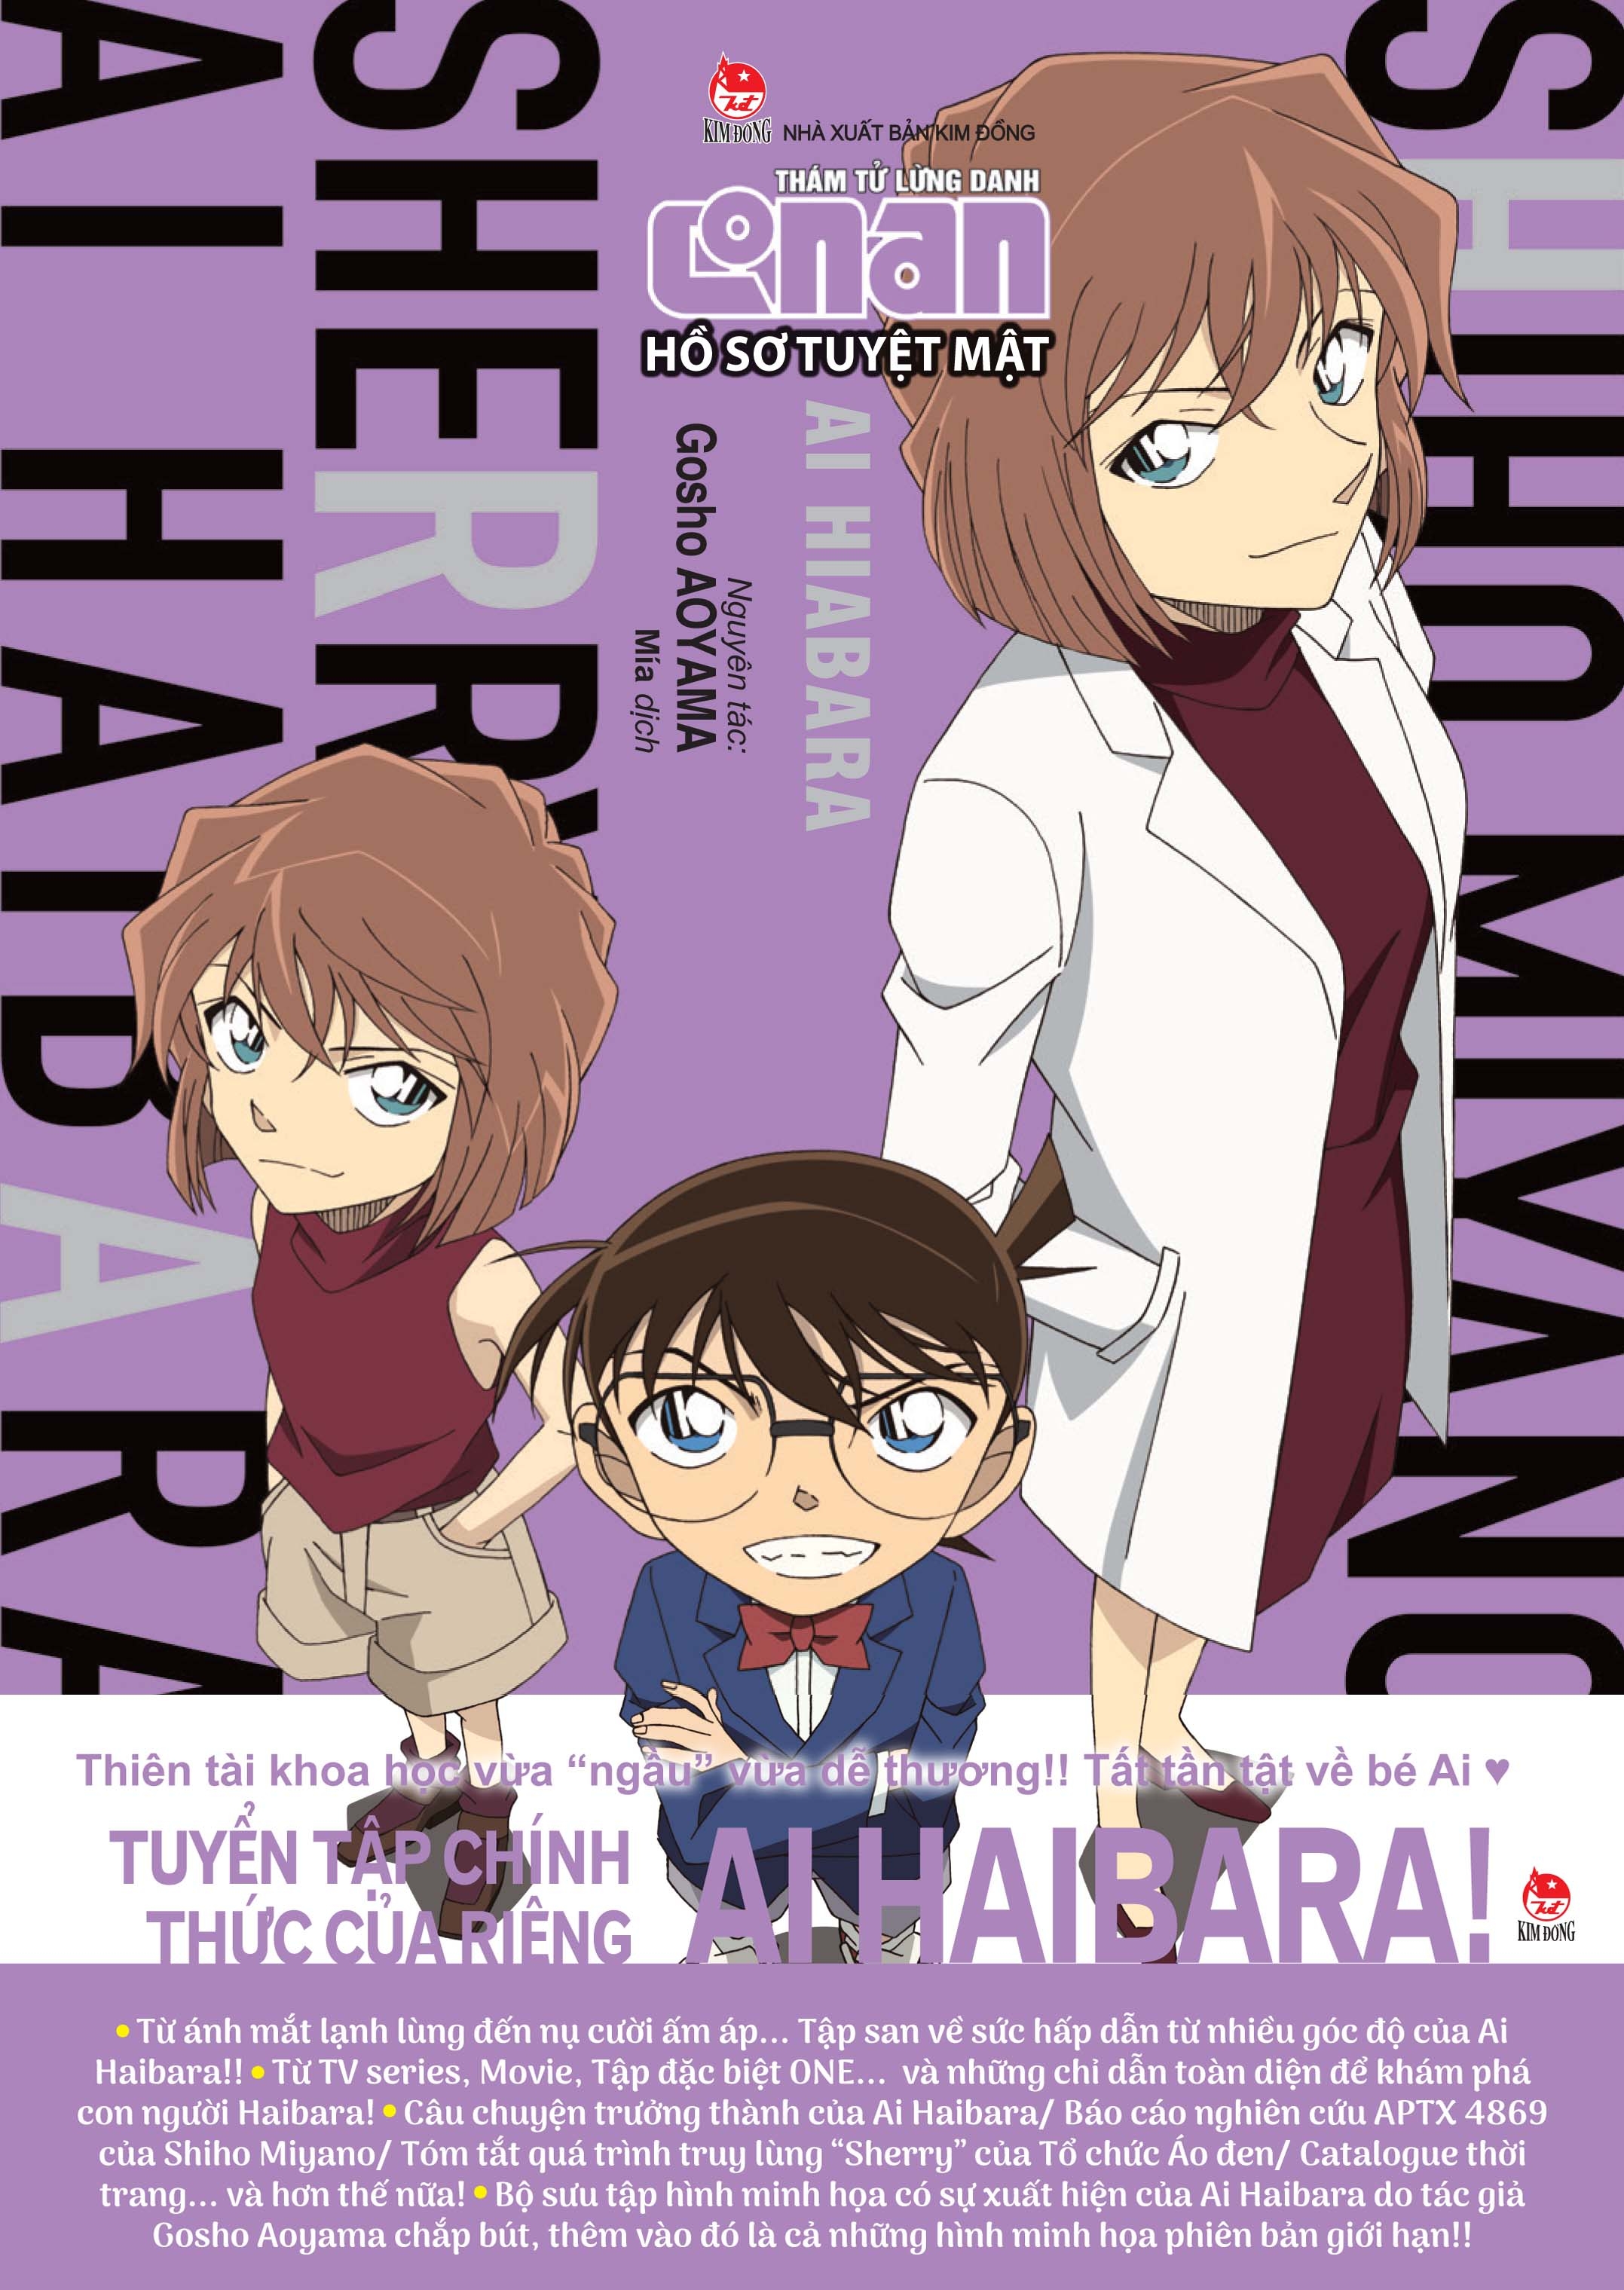 AI HAIBARA
SHERRY
SHIHO MIYANO
KIM ĐỒNG
NHÀ XUẤT BẢN KIM ĐỒNG
THÁM TỬ LỪNG DANH
CONAN
HỒ SƠ TUYỆT MẬT
AI HIABARA
Nguyên tác:
Gosho AOYAMA
Mía dịch
Thiên tài khoa học vừa “ngầu” vừa dễ thương!! Tất tần tật về bé Ai ♥
TUYỂN TẬP CHÍNH
THỨC CỦA RIÊNG
AI HAIBARA!
KIM ĐỒNG
• Từ ánh mắt lạnh lùng đến nụ cười ấm áp... Tập san về sức hấp dẫn từ nhiều góc độ của Ai
Haibara!! • Từ TV series, Movie, Tập đặc biệt ONE... và những chỉ dẫn toàn diện để khám phá
con người Haibara! • Câu chuyện trưởng thành của Ai Haibara/ Báo cáo nghiên cứu APTX 4869
của Shiho Miyano/ Tóm tắt quá trình truy lùng “Sherry” của Tổ chức Áo đen/ Catalogue thời
trang... và hơn thế nữa! • Bộ sưu tập hình minh họa có sự xuất hiện của Ai Haibara do tác giả
Gosho Aoyama chắp bút, thêm vào đó là cả những hình minh họa phiên bản giới hạn!!